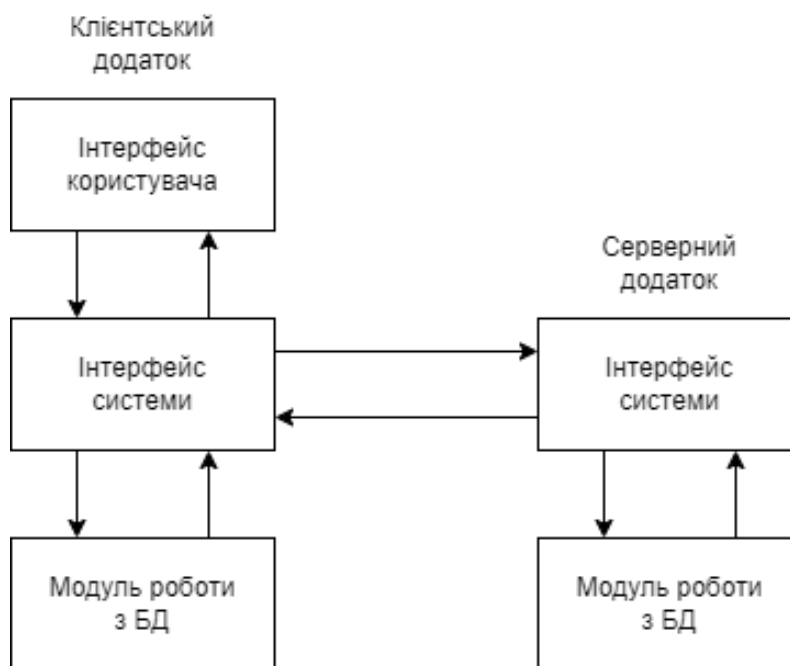 Клієнтський
додаток
Інтерфейс
користувача
Серверний
додаток
Інтерфейс
системи
Інтерфейс
системи
Модуль роботи
з БД
Модуль роботи
з БД